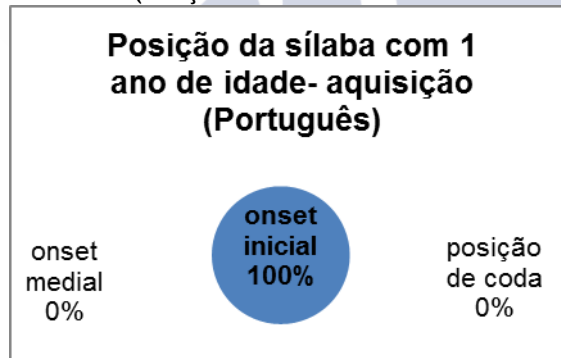 Posição da sílaba com 1
ano de idade- aquisição
(Português)
onset
inicial
100%
onset
medial
0%
posição
de coda
0%